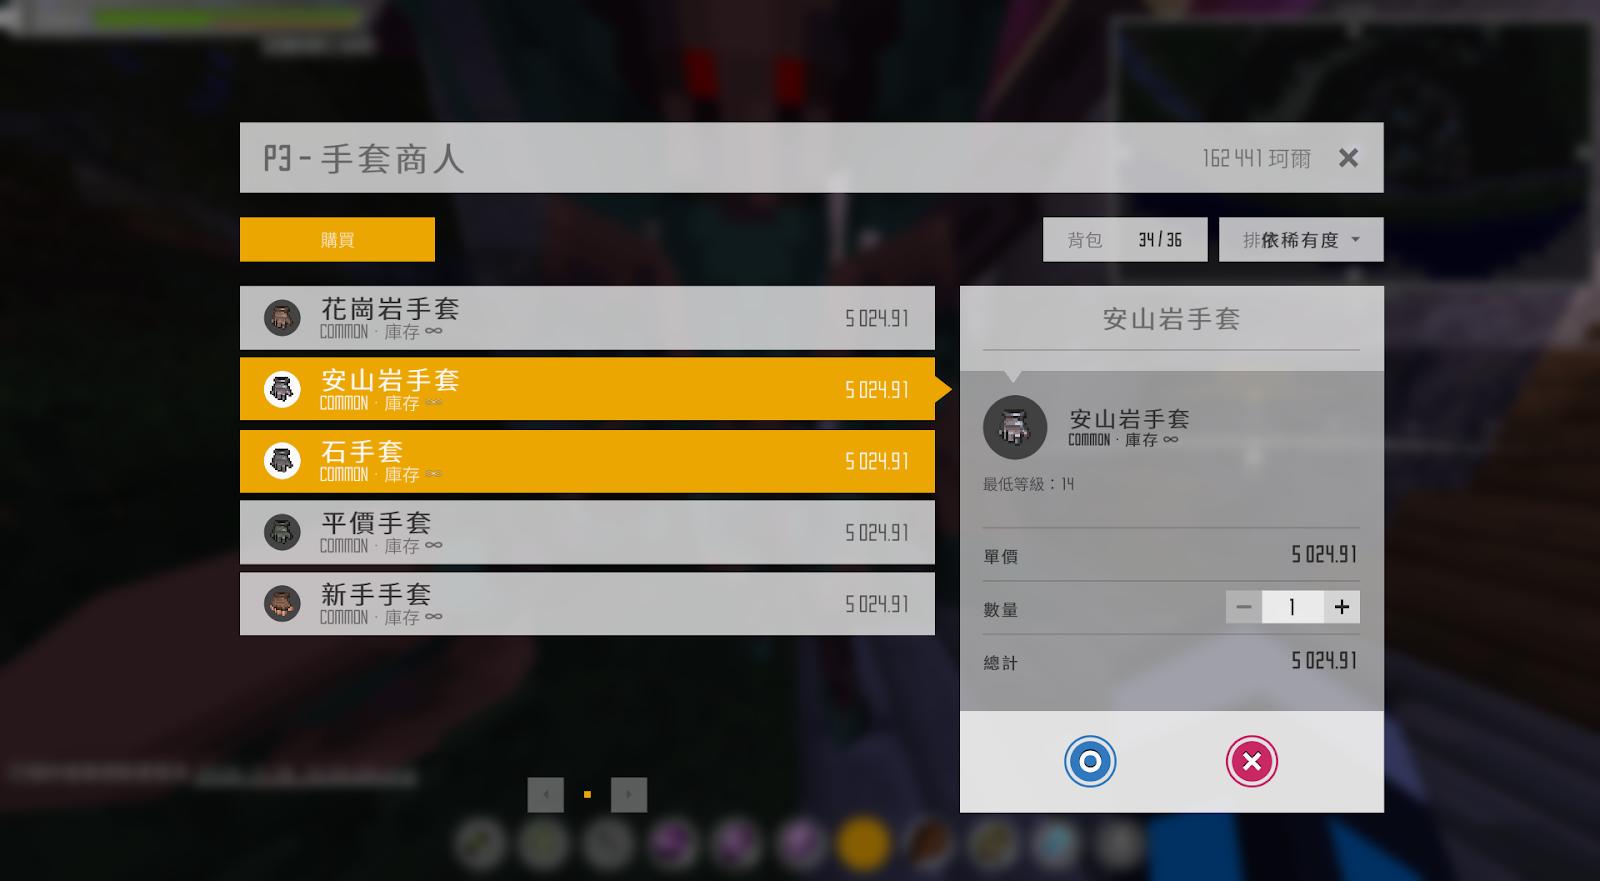 P3 - 手套商人
162 441 珂爾
購買
背包 34 / 36
依稀有度
花崗岩手套
COMMON · 庫存 ∞
5 024.91
安山岩手套
COMMON · 庫存 ∞
5 024.91
石手套
COMMON · 庫存 ∞
5 024.91
平價手套
COMMON · 庫存 ∞
5 024.91
新手手套
COMMON · 庫存 ∞
5 024.91
安山岩手套
安山岩手套
COMMON · 庫存 ∞
最低等級：14
單價 5 024.91
數量 1
總計 5 024.91